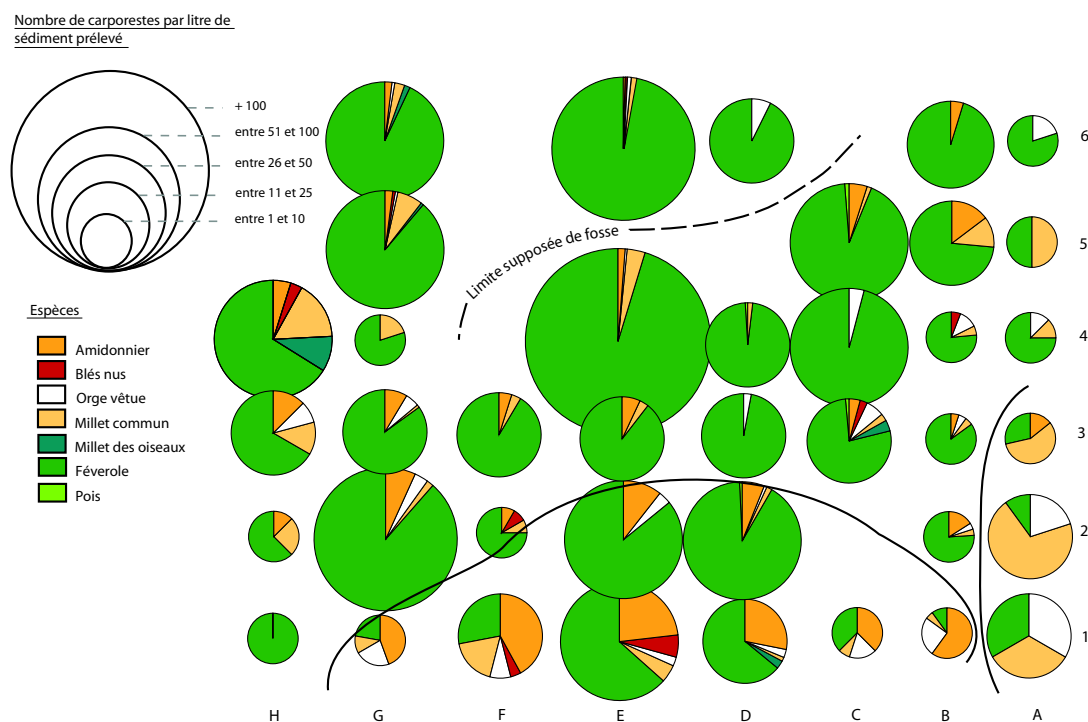 Nombre de carporestes par litre de
sédiment prélevé
+ 100
entre 51 et 100
entre 26 et 50
entre 11 et 25
entre 1 et 10
Limite supposée de fosse
Espèces
Amidonnier
Blés nus
Orge vêtue
Millet commun
Millet des oiseaux
Féverole
Pois
6
5
4
3
2
1
H G F E D C B A